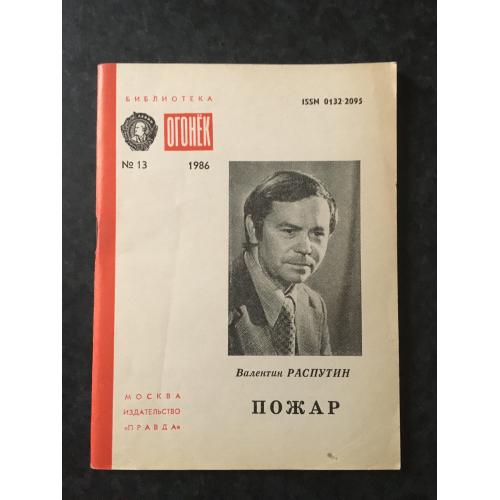 БИБЛИОТЕКА
ISSN 0132-2095
ОГОНЁК
№ 13 1986
Валентин РАСПУТИН
ПОЖАР
МОСКВА
ИЗДАТЕЛЬСТВО
«ПРАВДА»